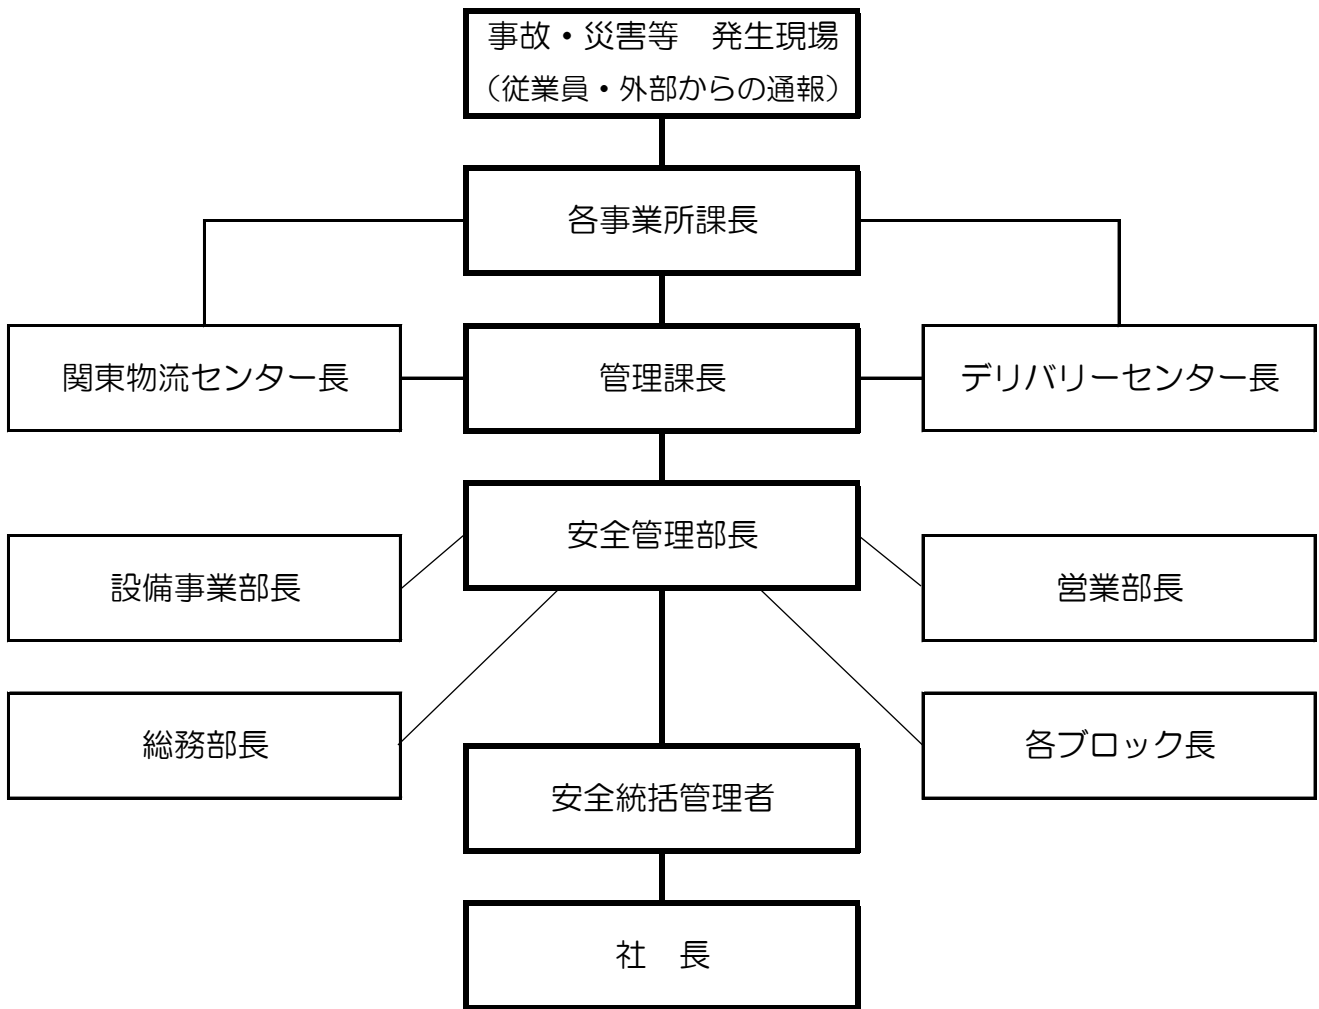 事故・災害等　発生現場
（従業員・外部からの通報）
各事業所課長
関東物流センター長
管理課長
デリバリーセンター長
安全管理部長
設備事業部長
営業部長
総務部長
各ブロック長
安全統括管理者
社　長